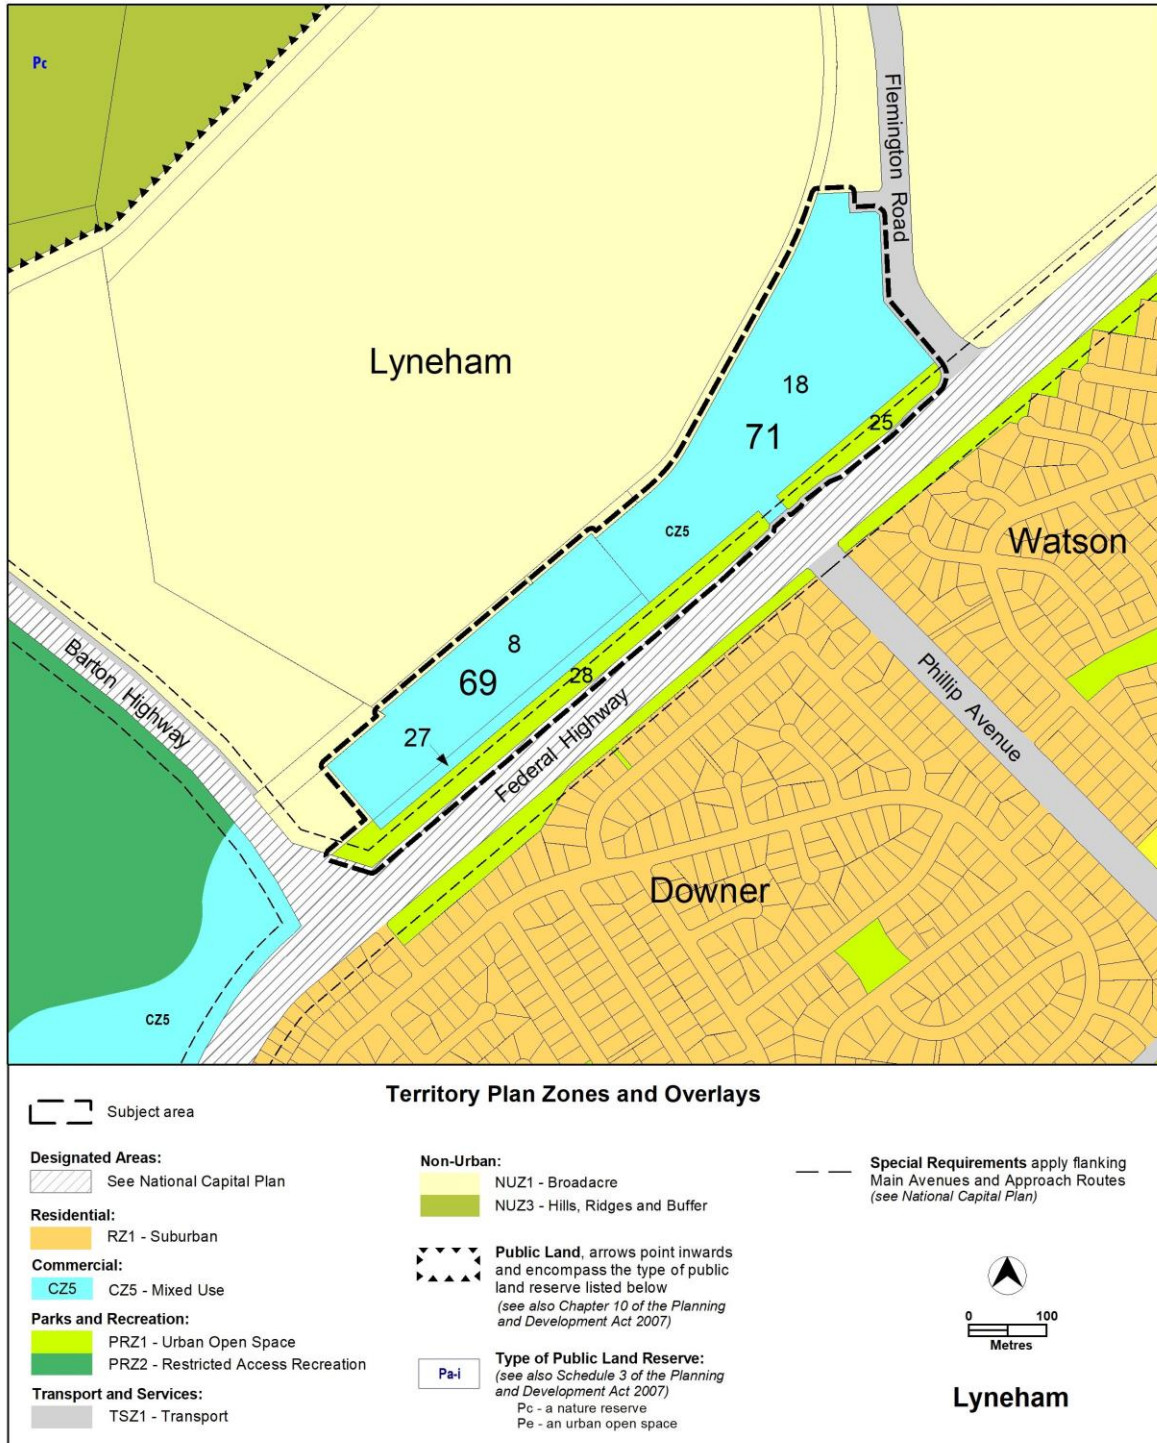 Pc
Flemington Road
Lyneham
18
71
25
CZ5
Watson
8
69
28
27
Barton Highway
Federal Highway
Phillip Avenue
Downer
CZ5
Territory Plan Zones and Overlays
Subject area
Designated Areas:
See National Capital Plan
Residential:
RZ1 - Suburban
Commercial:
CZ5 CZ5 - Mixed Use
Parks and Recreation:
PRZ1 - Urban Open Space
PRZ2 - Restricted Access Recreation
Transport and Services:
TSZ1 - Transport
Non-Urban:
NUZ1 - Broadacre
NUZ3 - Hills, Ridges and Buffer
Public Land, arrows point inwards
and encompass the type of public
land reserve listed below
(see also Chapter 10 of the Planning
and Development Act 2007)
Pa-i
Type of Public Land Reserve:
(see also Schedule 3 of the Planning
and Development Act 2007)
Pc - a nature reserve
Pe - an urban open space
Special Requirements apply flanking
Main Avenues and Approach Routes
(see National Capital Plan)
0 100
Metres
Lyneham